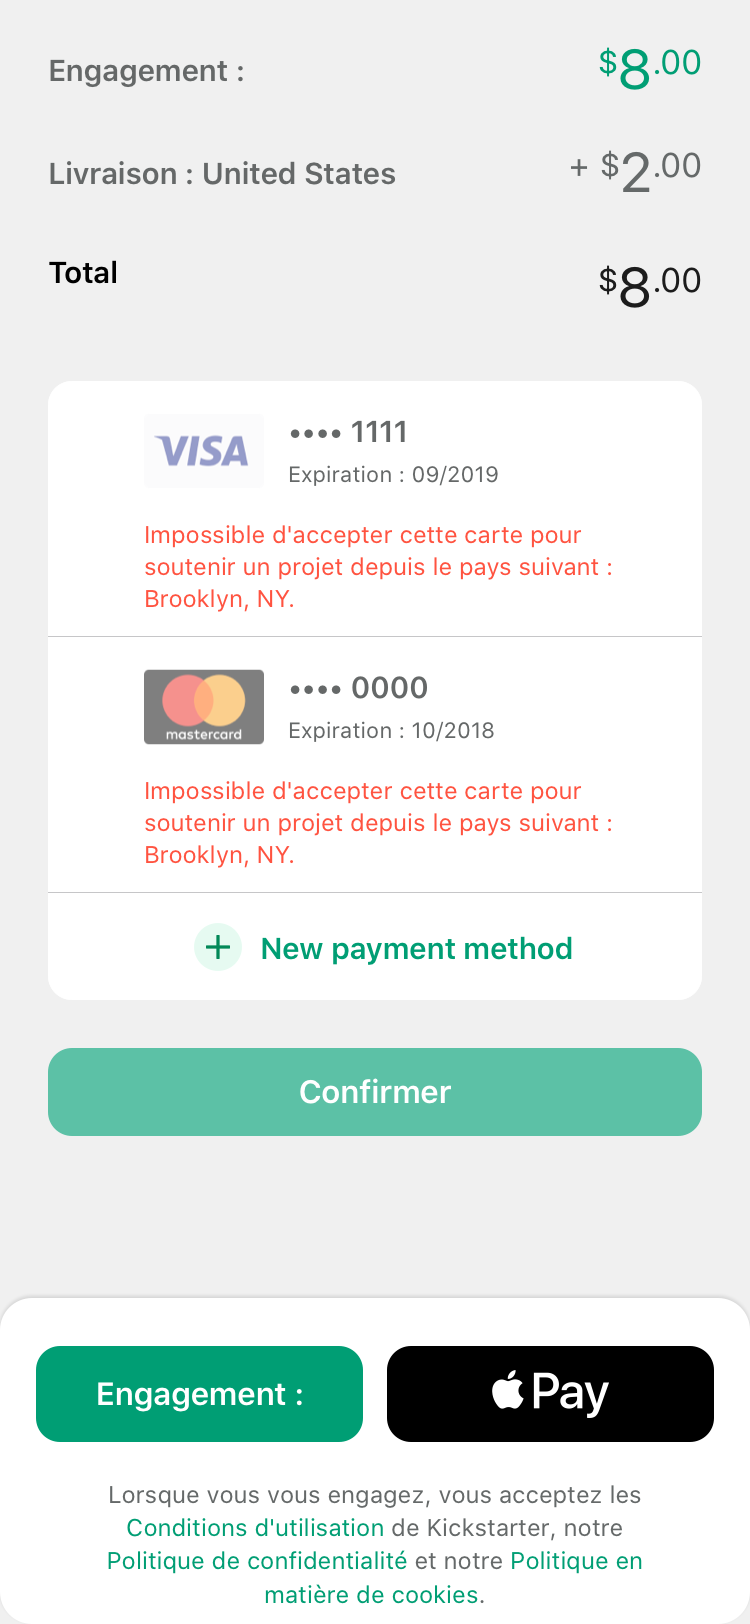 Engagement :
$8.00
Livraison : United States
+ $2.00
Total
$8.00
VISA
•••• 1111
Expiration : 09/2019
Impossible d'accepter cette carte pour
soutenir un projet depuis le pays suivant :
Brooklyn, NY.
mastercard
•••• 0000
Expiration : 10/2018
Impossible d'accepter cette carte pour
soutenir un projet depuis le pays suivant :
Brooklyn, NY.
New payment method
Confirmer
Engagement :
Pay
Lorsque vous vous engagez, vous acceptez les
Conditions d'utilisation de Kickstarter, notre
Politique de confidentialité et notre Politique en
matière de cookies.